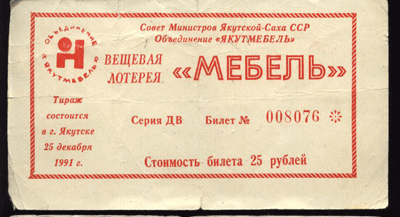 Совет Министров Якутской-Саха ССР
Объединение «ЯКУТМЕБЕЛЬ»
ОБЪЕДИНЕНИЕ
«ЯКУТМЕБЕЛЬ»
ВЕЩЕВАЯ
ЛОТЕРЕЯ.
«МЕБЕЛЬ»
Тираж
состоится
в г. Якутске
25 декабря
1991 г.
Серия ДВ Билет № 008076 ※
Стоимость билета 25 рублей